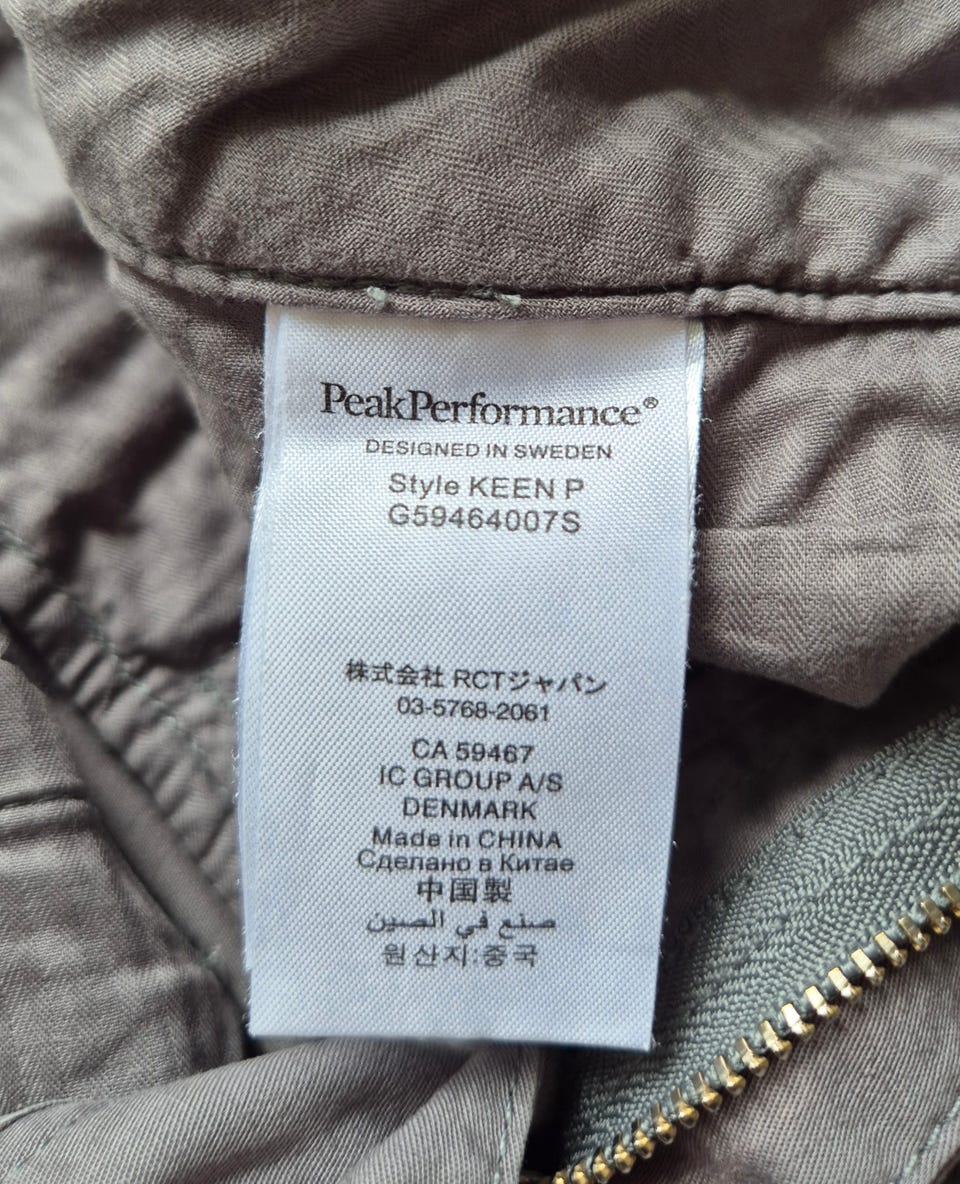 PeakPerformance®
DESIGNED IN SWEDEN
Style KEEN P
G59464007S
株式会社 RCTジャパン
03-5768-2061
CA 59467
IC GROUP A/S
DENMARK
Made in CHINA
Сделано в Китае
中国製
صنع في الصين
원산지:중국